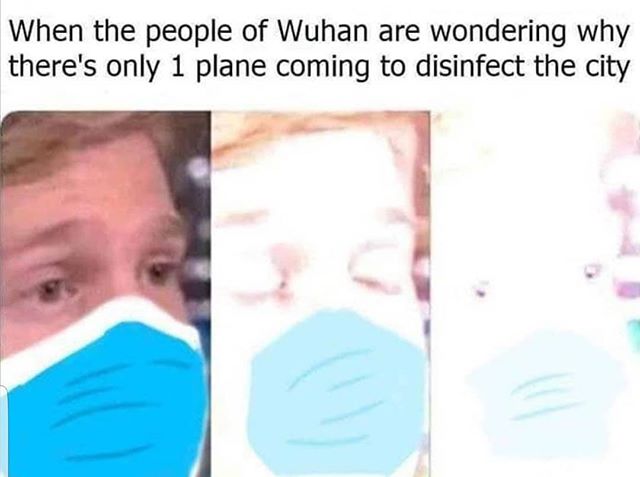 When the people of Wuhan are wondering why
there's only 1 plane coming to disinfect the city